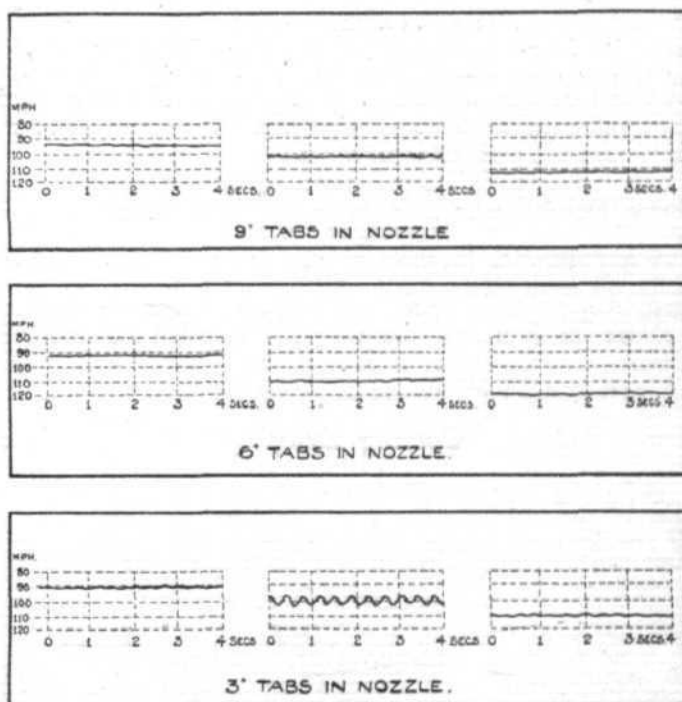 MPH
80
90
100
110
120
0 1 2 3 4 SECS. 0 1 2 3 4 SECS. 0 1 2 3 SECS. 4
9" TABS IN NOZZLE
MPH.
80
90
100
110
120
0 1 2 3 4 SECS. 0 1 2 3 4 SECS. 0 1 2 3 SECS 4
6" TABS IN NOZZLE.
MPH.
80
90
100
110
120
0 1 2 3 4 SECS 0 1 2 3 4 SECS 0 1 2 3 SECS. 4
3" TABS IN NOZZLE.